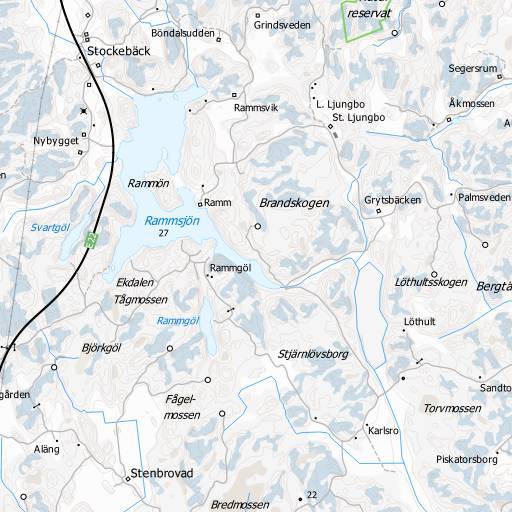 reservat
Grindsveden
Böndalsudden
Stockebäck
Segersrum
Rammsvik
L. Ljungbo
St. Ljungbo
Åkmossen
Nybygget
Rammön
Ramm
Brandskogen
Grytsbäcken
Palmsveden
Svartgöl
Rammsjön
27
22
Rammgöl
Ekdalen
Tågmossen
Löthultsskogen
Bergtä
Rammgöl
Löthult
Björkgöl
Stjärnlövsborg
Sandto
gården
Fågel-
mossen
Torvmossen
Karlsro
Aläng
Piskatorsborg
Stenbrovad
22
Bredmossen